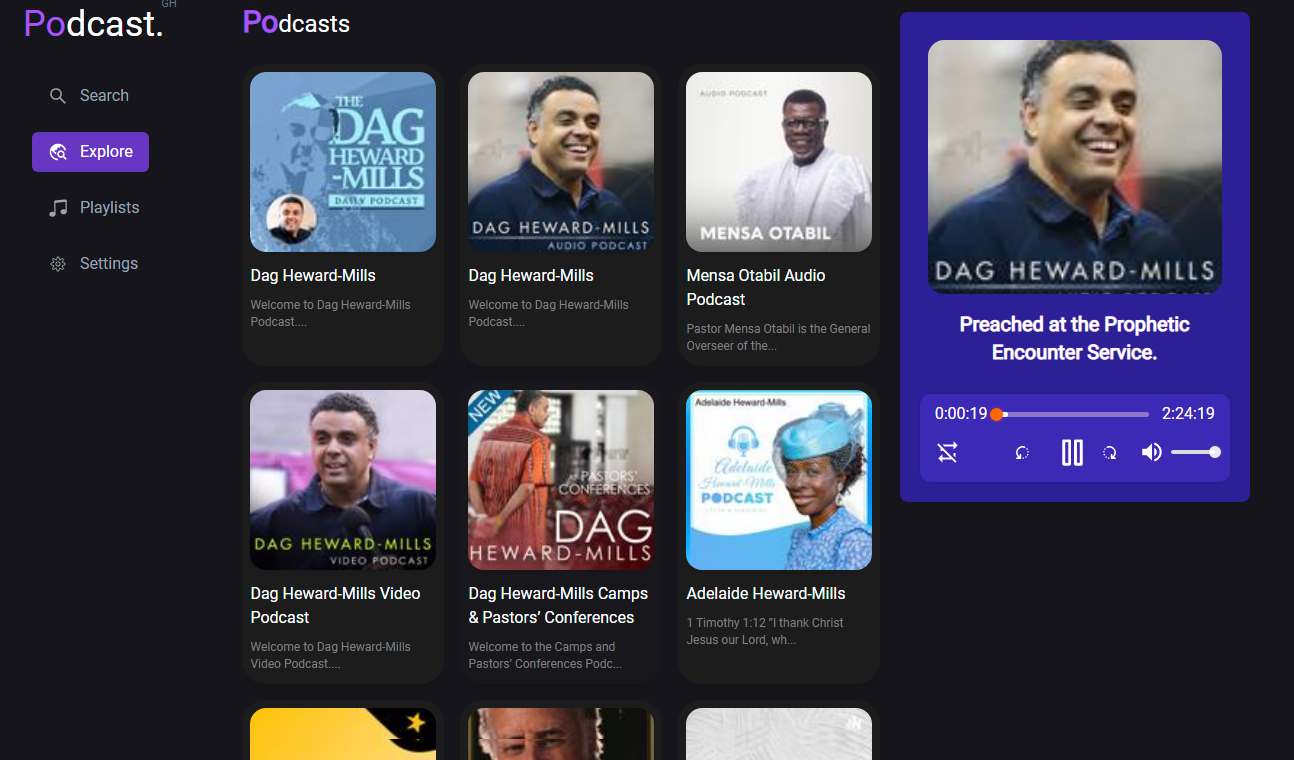 Podcast.
GH
Search
Explore
Playlists
Settings
Podcasts
THE
DAG
HEWARD
-MILLS
DAILY PODCAST
Dag Heward-Mills
Welcome to Dag Heward-Mills
Podcast....
DAG HEWARD-MILLS
AUDIO PODCAST
Dag Heward-Mills
Welcome to Dag Heward-Mills
Podcast....
AUDIO PODCAST
MENSA OTABIL
Mensa Otabil Audio
Podcast
Pastor Mensa Otabil is the General
Overseer of the...
DAG HEWARD-MILLS
VIDEO PODCAST
Dag Heward-Mills Video
Podcast
Welcome to Dag Heward-Mills
Video Podcast....
NEW
PASTORS'
CONFERENCES
DAG
HEWARD-MILLS
Dag Heward-Mills Camps
& Pastors’ Conferences
Welcome to the Camps and
Pastors’ Conferences Podc...
Adelaide Heward-Mills
Adelaide
Heward-Mills
PODCAST
Adelaide Heward-Mills
1 Timothy 1:12 “I thank Christ
Jesus our Lord, wh...
DAG HEWARD-MILLS
Preached at the Prophetic
Encounter Service.
0:00:19
2:24:19